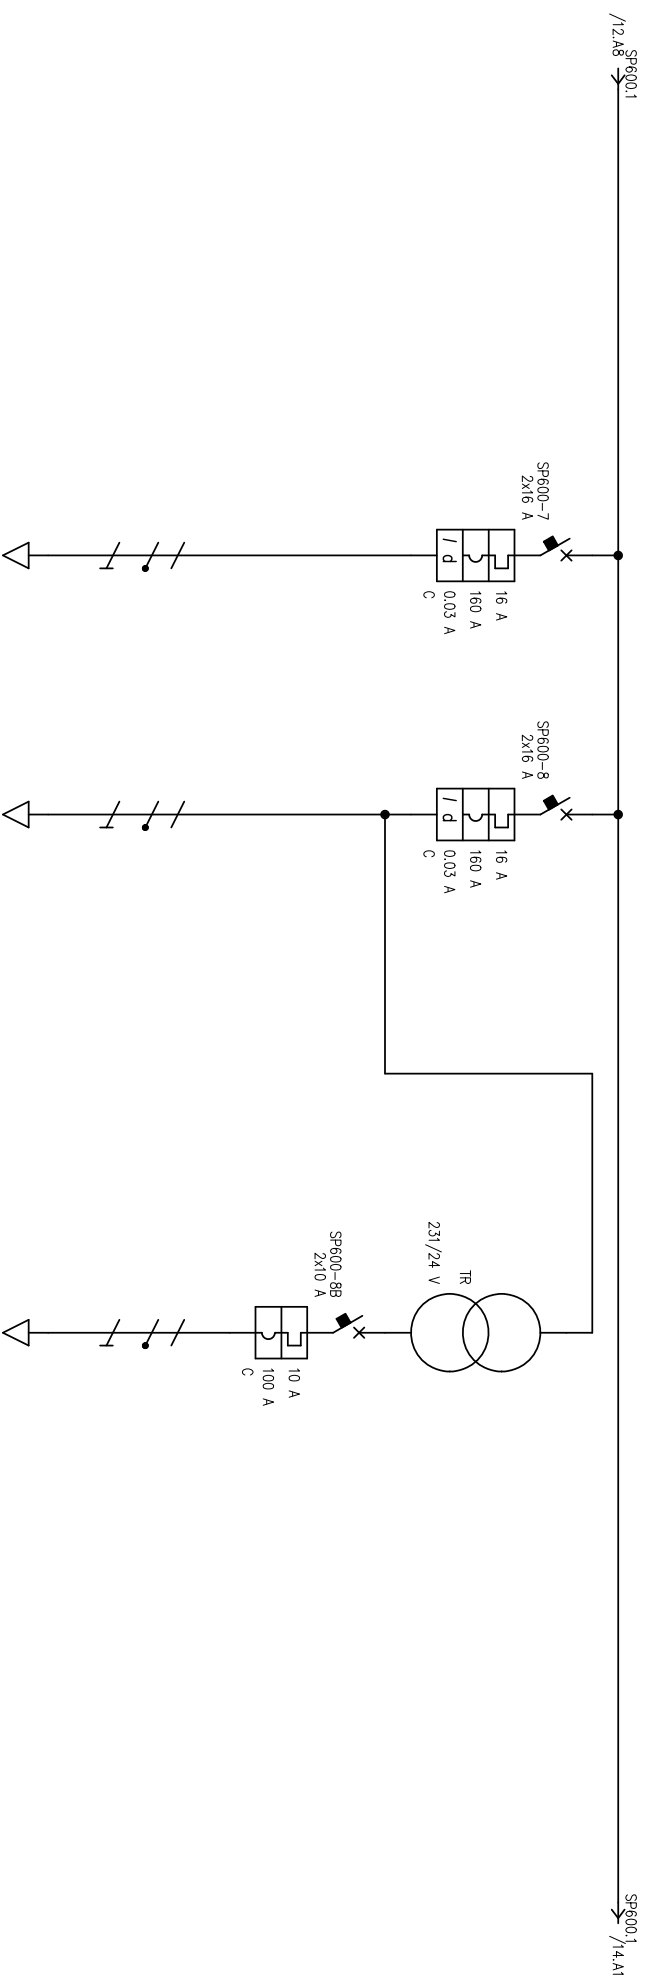 SP600.1
/12.A8
SP600-7
2x16 A
16 A
160 A
I d
0.03 A
C
SP600-8
2x16 A
16 A
160 A
I d
0.03 A
C
TR
231/24 V
SP600-8B
2x10 A
10 A
100 A
C
SP600.1
/14.A1